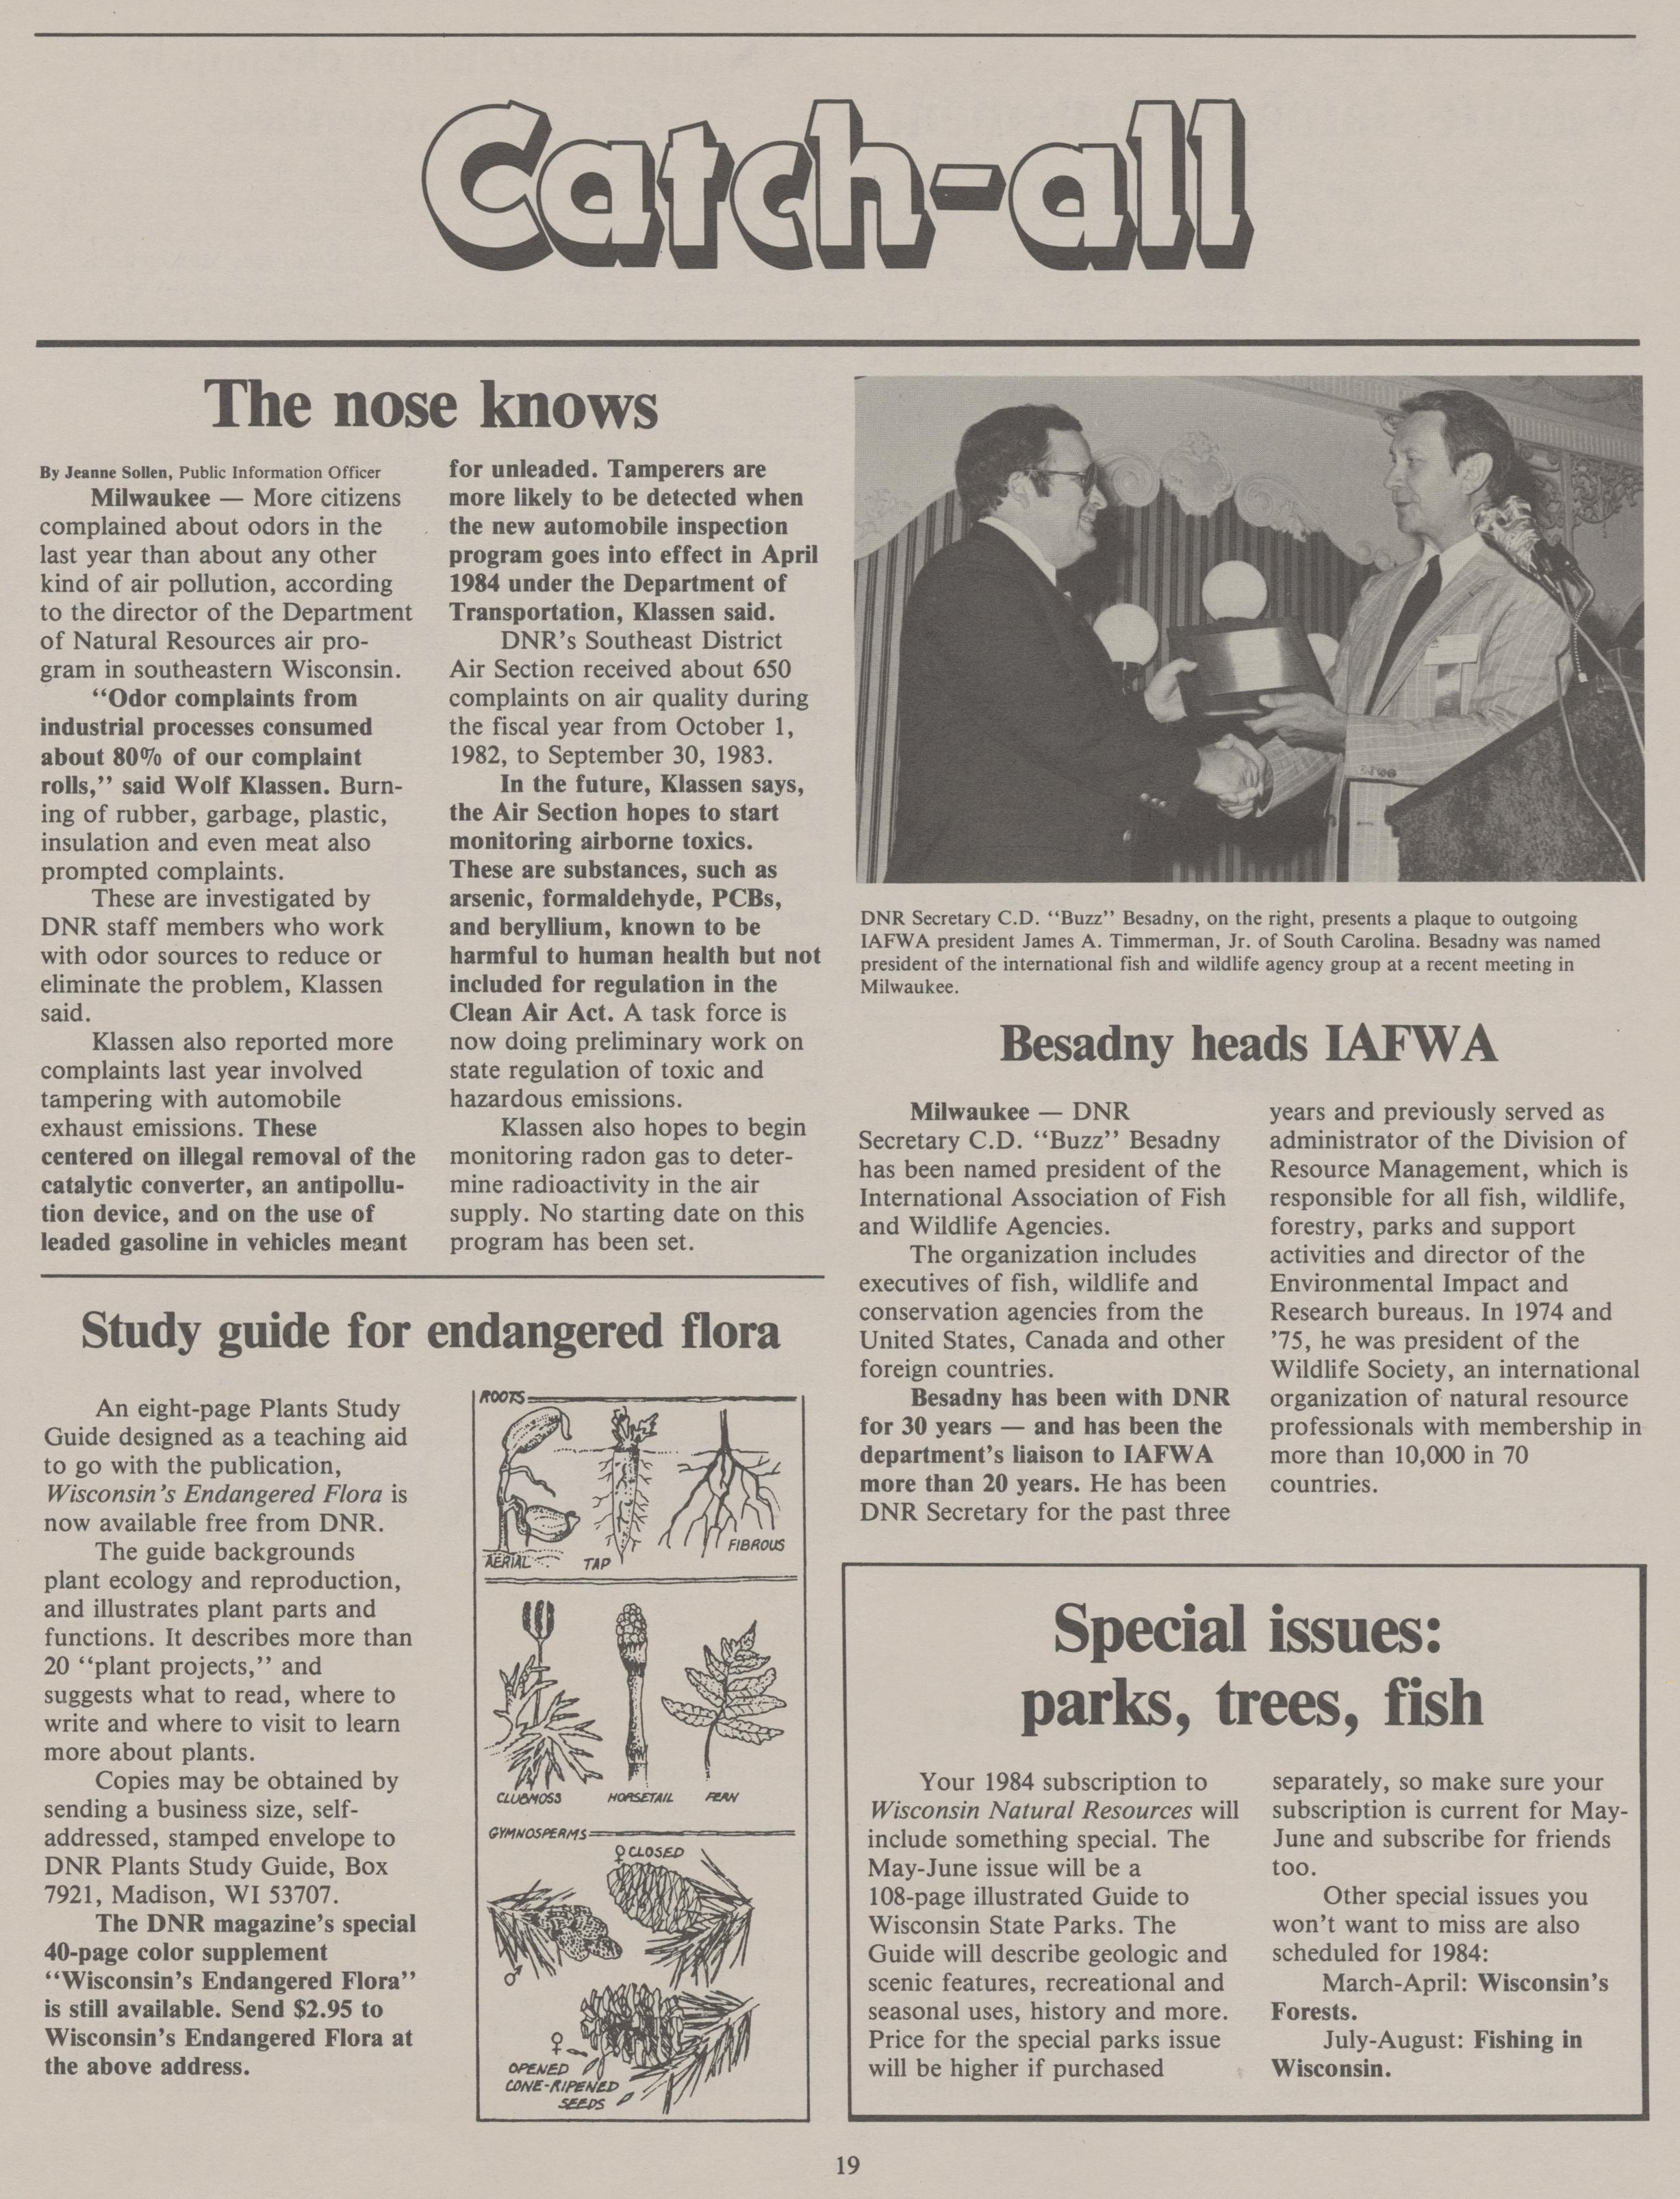 Catch-all
The nose knows
By Jeanne Sollen, Public Information Officer
Milwaukee — More citizens
complained about odors in the
last year than about any other
kind of air pollution, according
to the director of the Department
of Natural Resources air pro-
gram in southeastern Wisconsin.
“Odor complaints from
industrial processes consumed
about 80% of our complaint
rolls,” said Wolf Klassen. Burn-
ing of rubber, garbage, plastic,
insulation and even meat also
prompted complaints.
These are investigated by
DNR staff members who work
with odor sources to reduce or
eliminate the problem, Klassen
said.
Klassen also reported more
complaints last year involved
tampering with automobile
exhaust emissions. These
centered on illegal removal of the
catalytic converter, an antipollu-
tion device, and on the use of
leaded gasoline in vehicles meant
for unleaded. Tamperers are
more likely to be detected when
the new automobile inspection
program goes into effect in April
1984 under the Department of
Transportation, Klassen said.
DNR’s Southeast District
Air Section received about 650
complaints on air quality during
the fiscal year from October 1,
1982, to September 30, 1983.
In the future, Klassen says,
the Air Section hopes to start
monitoring airborne toxics.
These are substances, such as
arsenic, formaldehyde, PCBs,
and beryllium, known to be
harmful to human health but not
included for regulation in the
Clean Air Act. A task force is
now doing preliminary work on
state regulation of toxic and
hazardous emissions.
Klassen also hopes to begin
monitoring radon gas to deter-
mine radioactivity in the air
supply. No starting date on this
program has been set.
DNR Secretary C.D. “Buzz” Besadny, on the right, presents a plaque to outgoing
IAFWA president James A. Timmerman, Jr. of South Carolina. Besadny was named
president of the international fish and wildlife agency group at a recent meeting in
Milwaukee.
Besadny heads IAFWA
Milwaukee — DNR
Secretary C.D. “Buzz” Besadny
has been named president of the
International Association of Fish
and Wildlife Agencies.
The organization includes
executives of fish, wildlife and
conservation agencies from the
United States, Canada and other
foreign countries.
Besadny has been with DNR
for 30 years — and has been the
department’s liaison to IAFWA
more than 20 years. He has been
DNR Secretary for the past three
years and previously served as
administrator of the Division of
Resource Management, which is
responsible for all fish, wildlife,
forestry, parks and support
activities and director of the
Environmental Impact and
Research bureaus. In 1974 and
’75, he was president of the
Wildlife Society, an international
organization of natural resource
professionals with membership in
more than 10,000 in 70
countries.
Study guide for endangered flora
An eight-page Plants Study
Guide designed as a teaching aid
to go with the publication,
Wisconsin’s Endangered Flora is
now available free from DNR.
The guide backgrounds
plant ecology and reproduction,
and illustrates plant parts and
functions. It describes more than
20 “plant projects,” and
suggests what to read, where to
write and where to visit to learn
more about plants.
Copies may be obtained by
sending a business size, self-
addressed, stamped envelope to
DNR Plants Study Guide, Box
7921, Madison, WI 53707.
The DNR magazine’s special
40-page color supplement
“Wisconsin’s Endangered Flora”
is still available. Send $2.95 to
Wisconsin’s Endangered Flora at
the above address.
ROOTS
AERIAL TAP FIBROUS
CLUBMOSS HORSETAIL FERN
GYMNOSPERMS
♀ CLOSED
♂
♀
OPENED
CONE-RIPENED
SEEDS
Special issues:
parks, trees, fish
Your 1984 subscription to
Wisconsin Natural Resources will
include something special. The
May-June issue will be a
108-page illustrated Guide to
Wisconsin State Parks. The
Guide will describe geologic and
scenic features, recreational and
seasonal uses, history and more.
Price for the special parks issue
will be higher if purchased
separately, so make sure your
subscription is current for May-
June and subscribe for friends
too.
Other special issues you
won’t want to miss are also
scheduled for 1984:
March-April: Wisconsin’s
Forests.
July-August: Fishing in
Wisconsin.
19